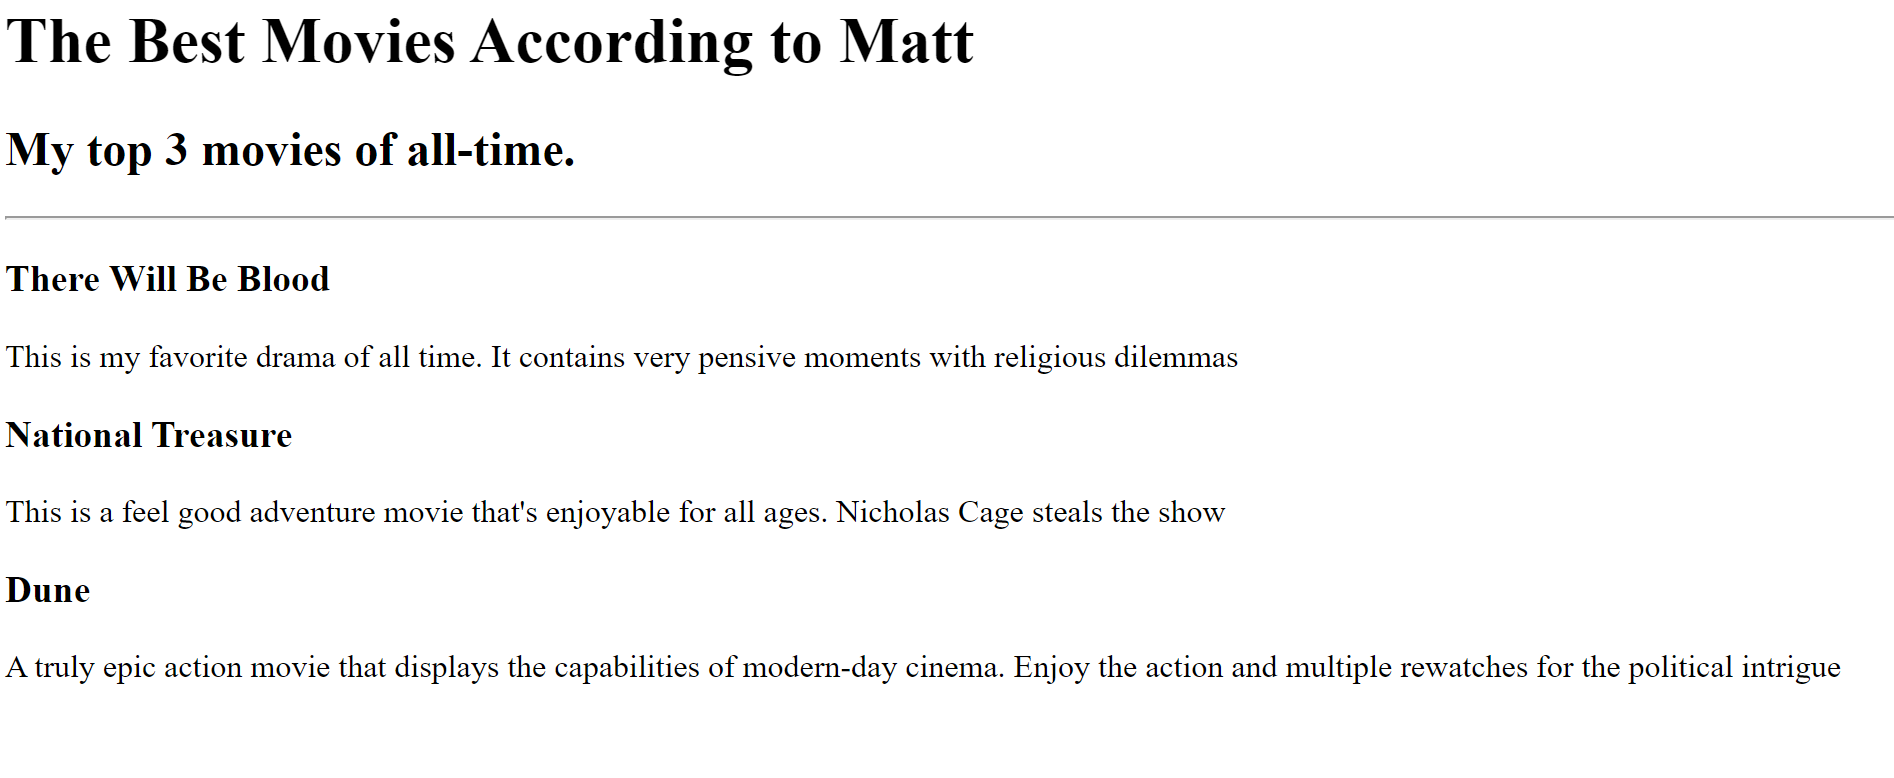 The Best Movies According to Matt
My top 3 movies of all-time.
There Will Be Blood
This is my favorite drama of all time. It contains very pensive moments with religious dilemmas
National Treasure
This is a feel good adventure movie that's enjoyable for all ages. Nicholas Cage steals the show
Dune
A truly epic action movie that displays the capabilities of modern-day cinema. Enjoy the action and multiple rewatches for the political intrigue